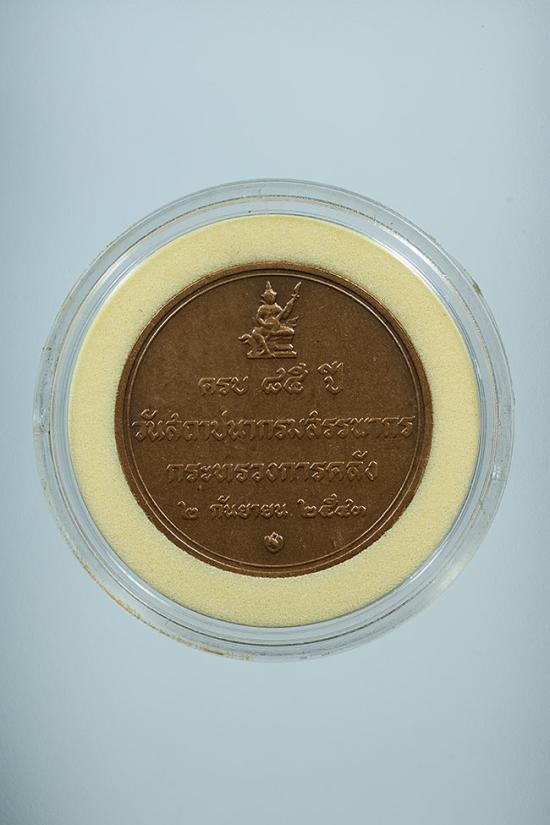 ครบ ๘๕ ปี
วันสถาปนากรมสรรพากร
กระทรวงการคลัง
๒ กันยายน ๒๕๔๓